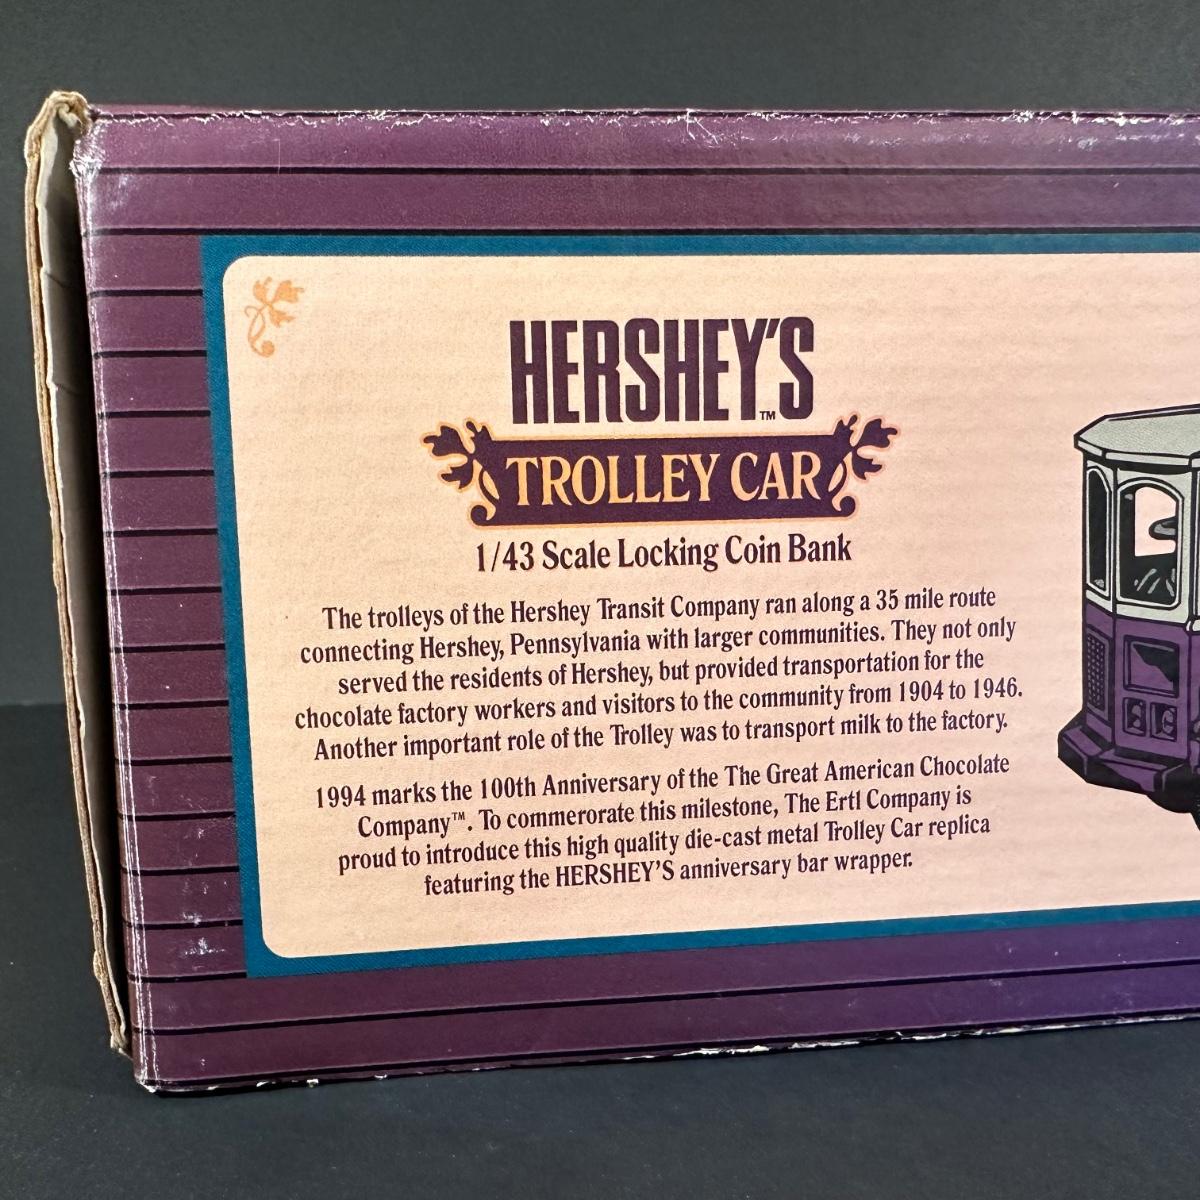 HERSHEY'S™
TROLLEY CAR
1/43 Scale Locking Coin Bank
The trolleys of the Hershey Transit Company ran along a 35 mile route
connecting Hershey, Pennsylvania with larger communities. They not only
served the residents of Hershey, but provided transportation for the
chocolate factory workers and visitors to the community from 1904 to 1946.
Another important role of the Trolley was to transport milk to the factory.
1994 marks the 100th Anniversary of the The Great American Chocolate
Company™. To commerorate this milestone, The Ertl Company is
proud to introduce this high quality die-cast metal Trolley Car replica
featuring the HERSHEY'S anniversary bar wrapper.